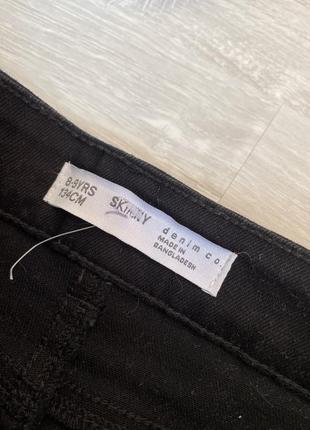 8-9YRS
134CM
SKINNY
denim co.
MADE IN
BANGLADESH